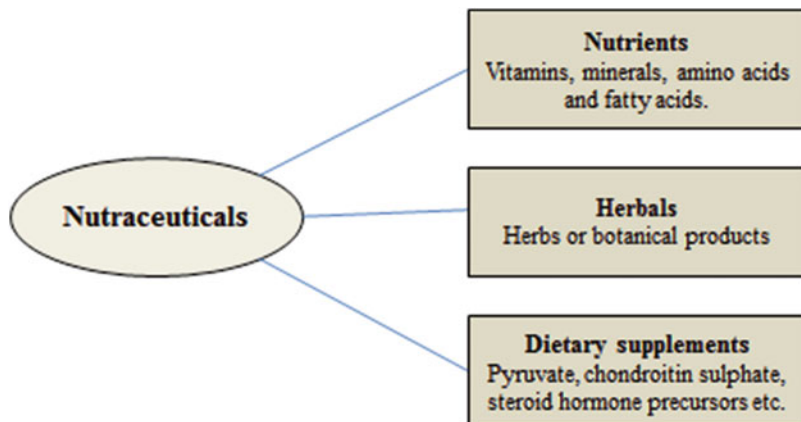 Nutrients
Vitamins, minerals, amino acids
and fatty acids.
Nutraceuticals
Herbals
Herbs or botanical products
Dietary supplements
Pyruvate, chondroitin sulphate,
steroid hormone precursors etc.